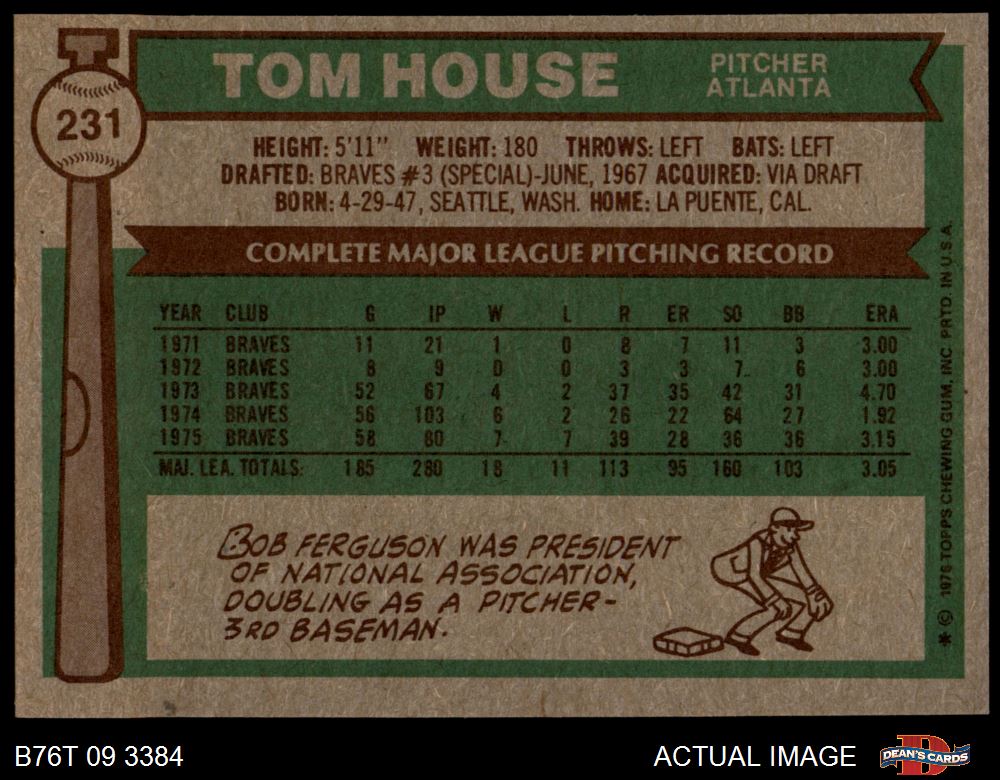 TOM HOUSE
PITCHER
ATLANTA
231
HEIGHT: 5'11" WEIGHT: 180 THROWS: LEFT BATS: LEFT
DRAFTED: BRAVES #3 (SPECIAL)-JUNE, 1967 ACQUIRED: VIA DRAFT
BORN: 4-29-47, SEATTLE, WASH. HOME: LA PUENTE, CAL.
COMPLETE MAJOR LEAGUE PITCHING RECORD
YEAR CLUB G IP W L R ER SO BB ERA
1971 BRAVES 11 21 1 0 8 7 11 3 3.00
1972 BRAVES 8 9 0 0 3 3 7 6 3.00
1973 BRAVES 52 67 4 2 37 35 42 31 4.70
1974 BRAVES 56 103 6 2 26 22 64 27 1.92
1975 BRAVES 58 80 7 7 39 28 36 36 3.15
MAJ. LEA. TOTALS: 185 280 18 11 113 95 160 103 3.05
BOB FERGUSON WAS PRESIDENT
OF NATIONAL ASSOCIATION,
DOUBLING AS A PITCHER-
3RD BASEMAN.
* © 1976 TOPPS CHEWING GUM, INC. PRTD. IN U.S.A.
B76T 09 3384
ACTUAL IMAGE
D
DEAN'S CARDS